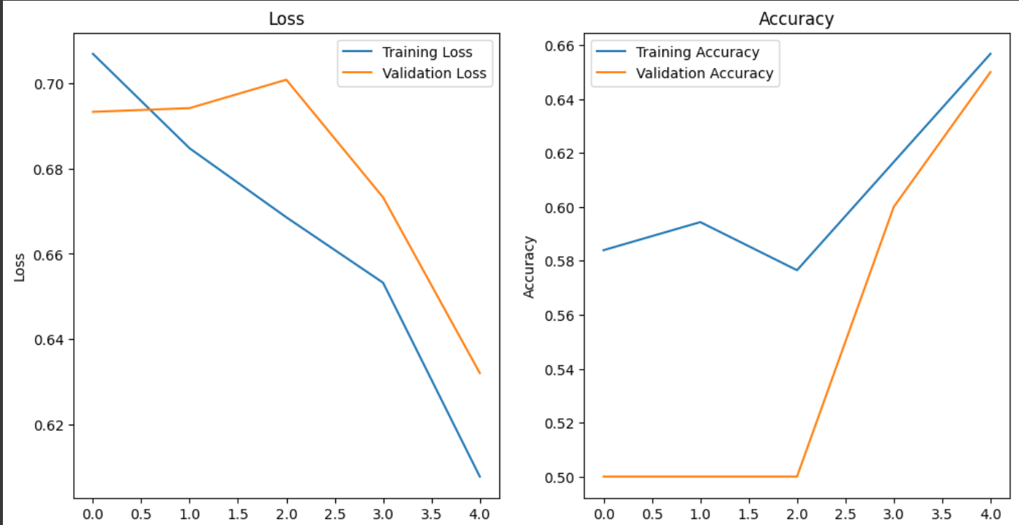 Loss
Training Loss
Validation Loss
0.70
0.68
0.66
0.64
0.62
Loss
0.0 0.5 1.0 1.5 2.0 2.5 3.0 3.5 4.0
Accuracy
Training Accuracy
Validation Accuracy
0.66
0.64
0.62
0.60
0.58
0.56
0.54
0.52
0.50
Accuracy
0.0 0.5 1.0 1.5 2.0 2.5 3.0 3.5 4.0